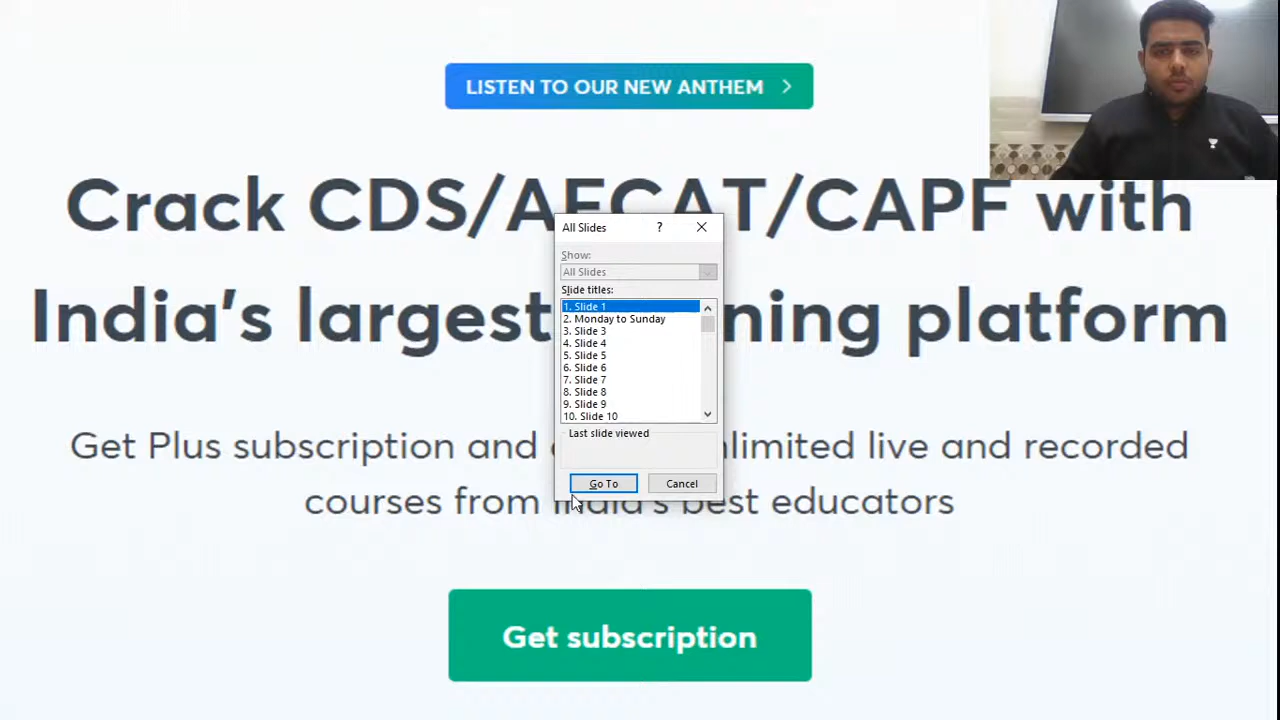 LISTEN TO OUR NEW ANTHEM
Crack CDS/AFCAT/CAPF with
India's largest ning platform
Get Plus subscription and nlimited live and recorded
courses from India's best educators
Get subscription
All Slides
?
Show:
All Slides
Slide titles:
1. Slide 1
2. Monday to Sunday
3. Slide 3
4. Slide 4
5. Slide 5
6. Slide 6
7. Slide 7
8. Slide 8
9. Slide 9
10. Slide 10
Last slide viewed
Go To
Cancel